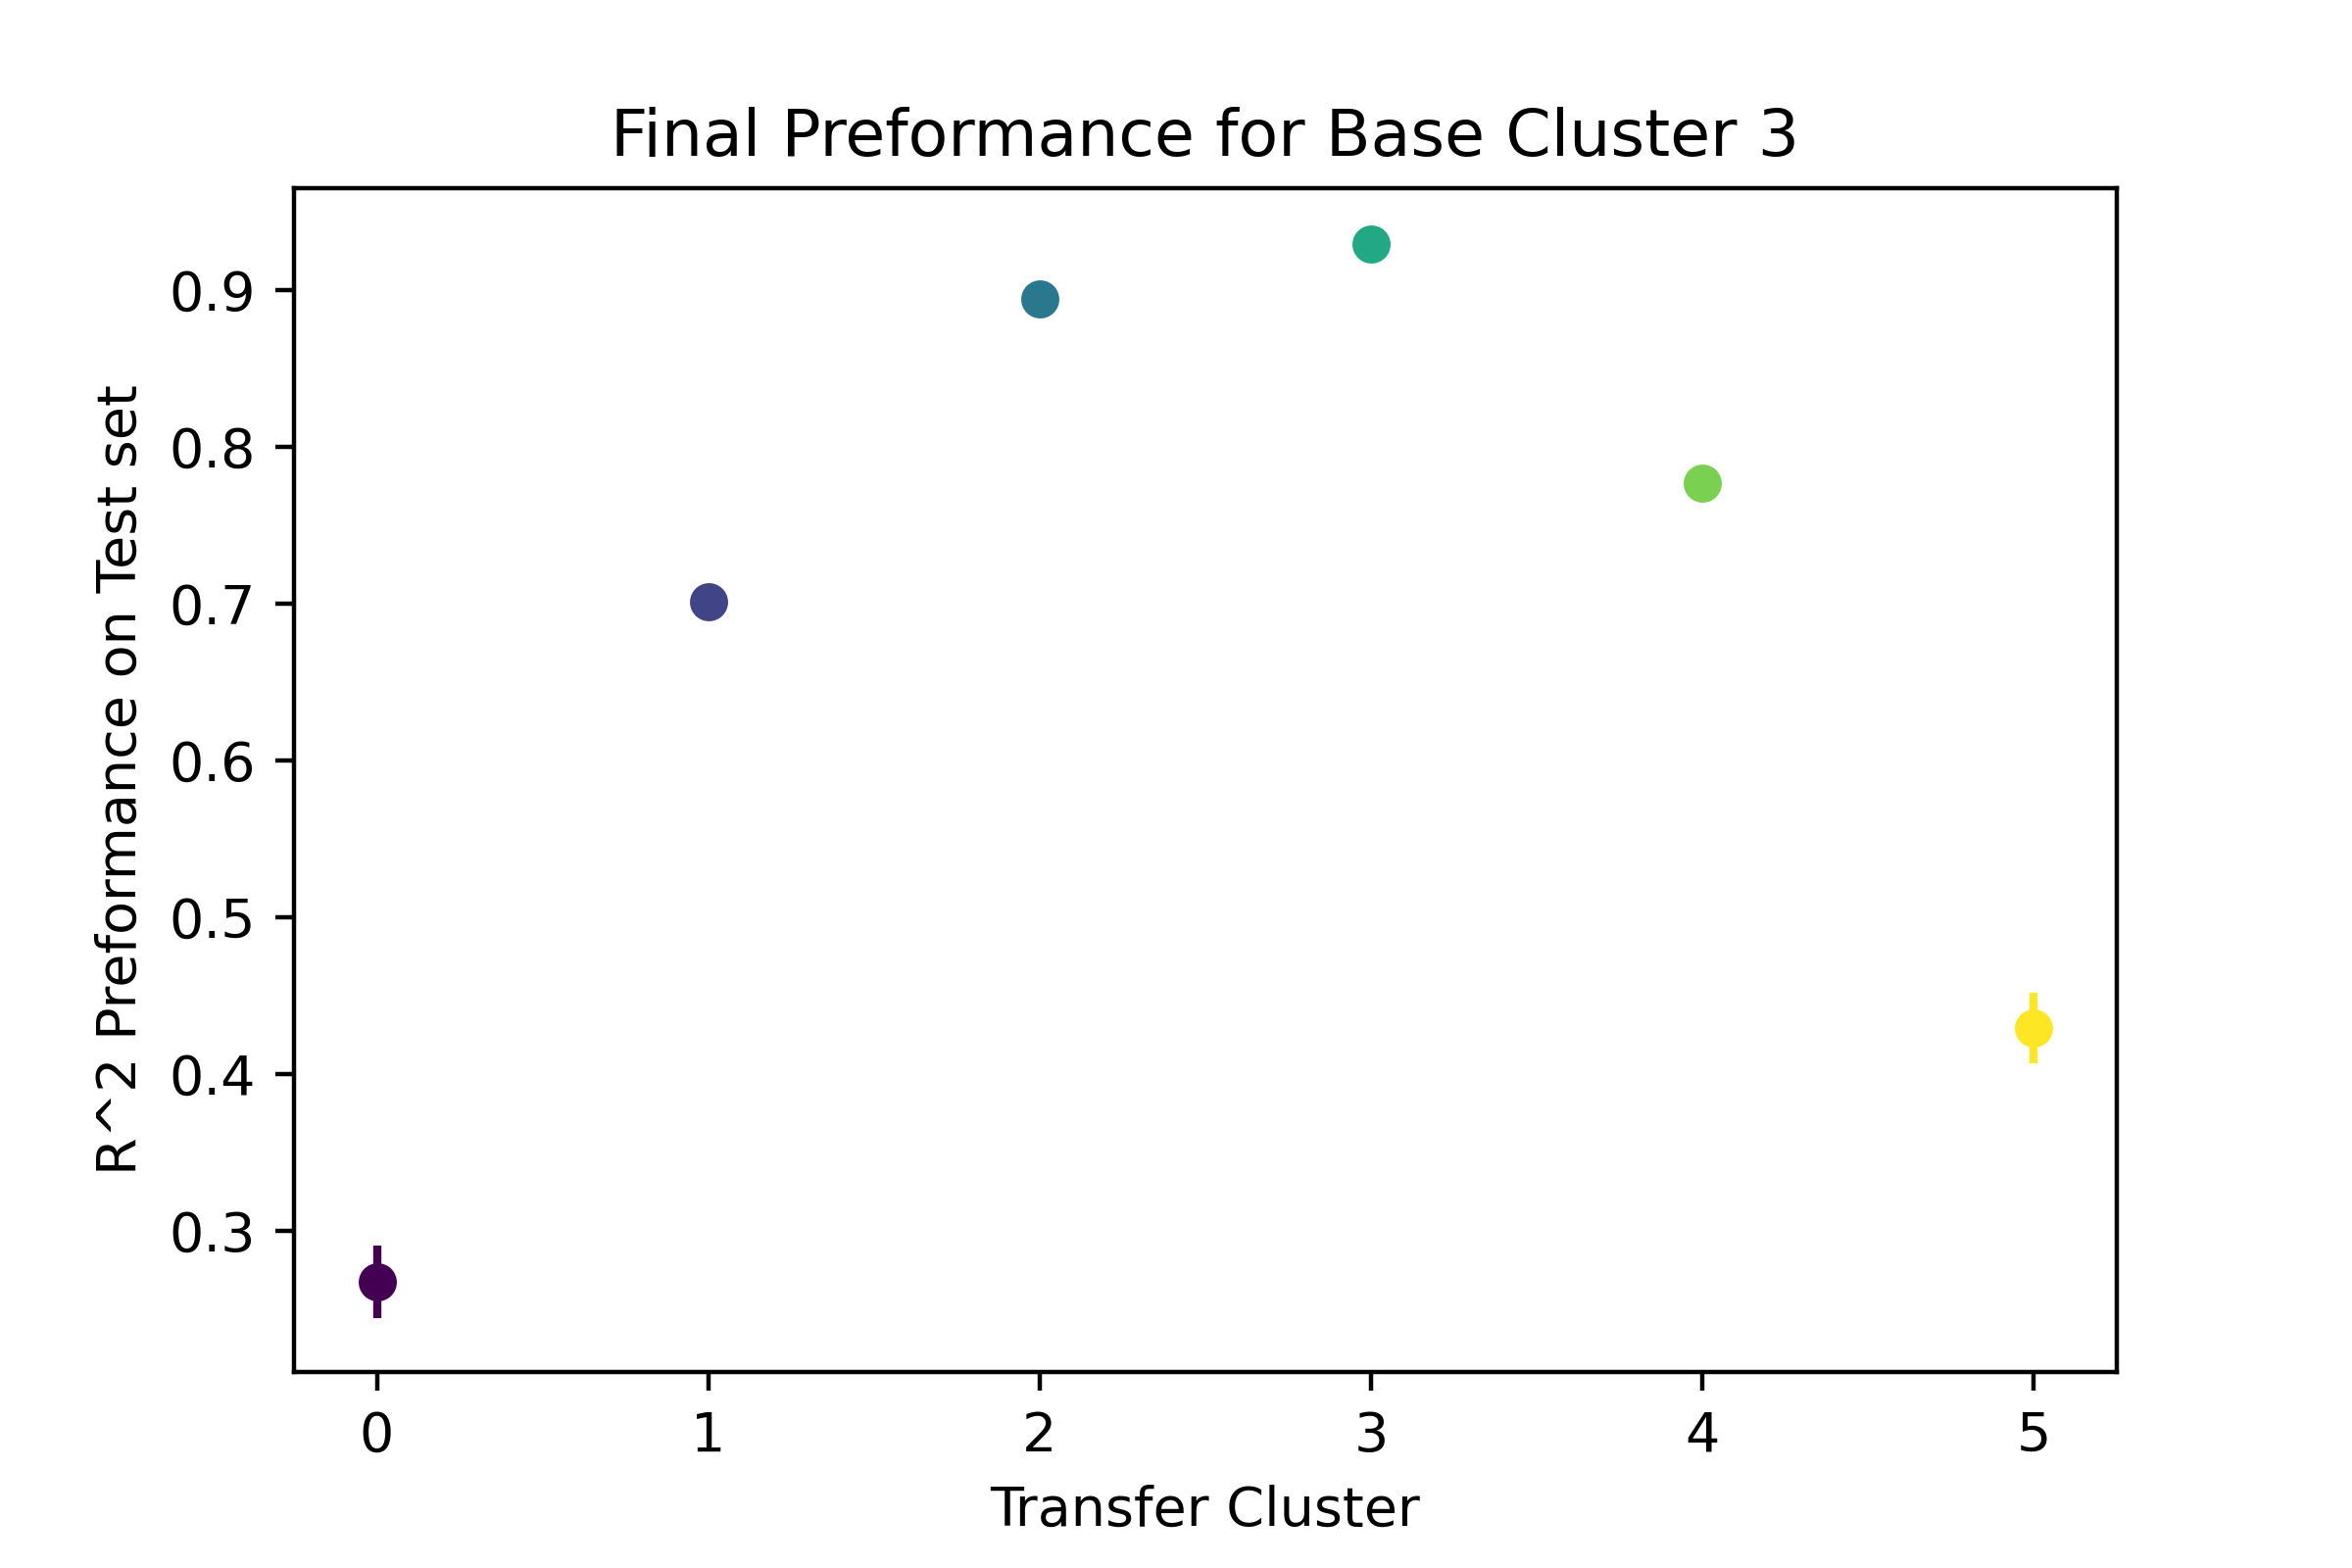 Final Preformance for Base Cluster 3
R^2 Preformance on Test set
0.9
0.8
0.7
0.6
0.5
0.4
0.3
0 1 2 3 4 5
Transfer Cluster